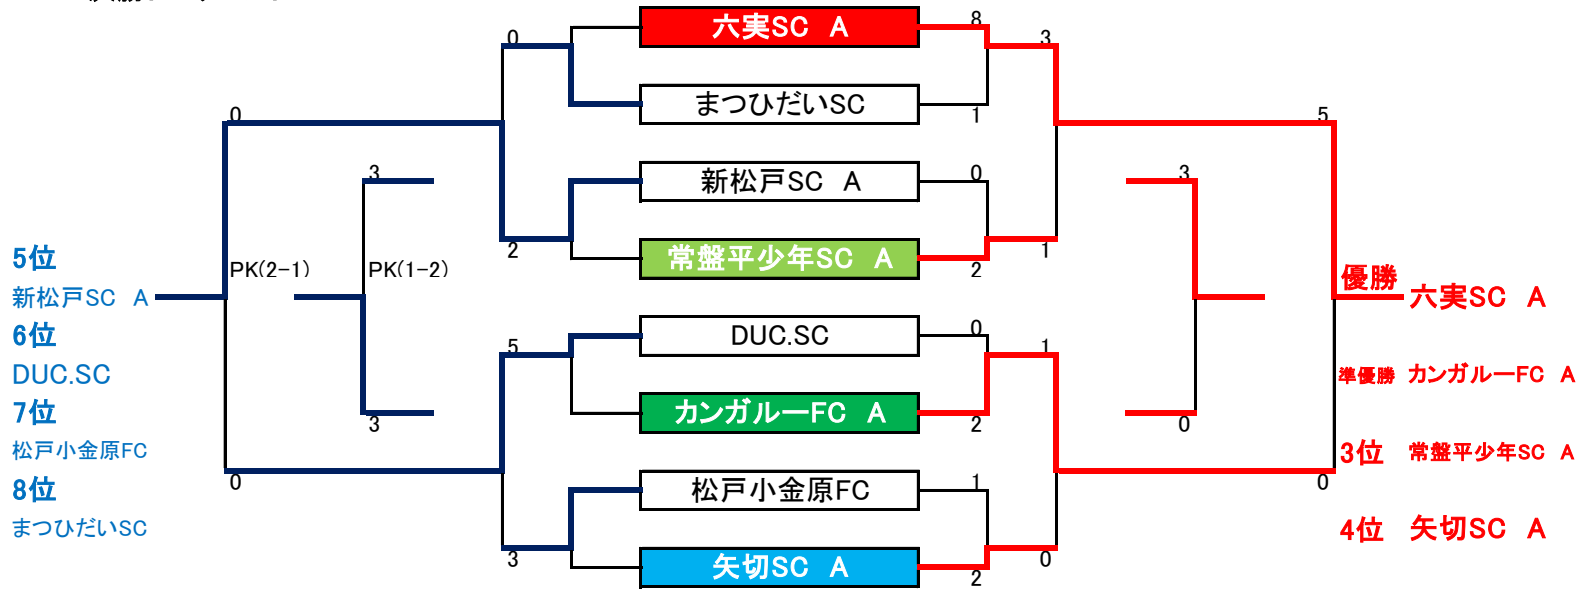 六実SC A
8
0
3
まつひだいSC
0
1
5
新松戸SC A
3
0
3
2
1
5位
常盤平少年SC A
PK(2-1)
PK(1-2)
2
優勝
新松戸SC A
六実SC A
6位
DUC.SC
0
5
1
DUC.SC
準優勝 カンガルーFC A
7位
カンガルーFC A
3
2
0
松戸小金原FC
3位 常盤平少年SC A
8位
松戸小金原FC
0
1
0
まつひだいSC
4位 矢切SC A
3
矢切SC A
0
2